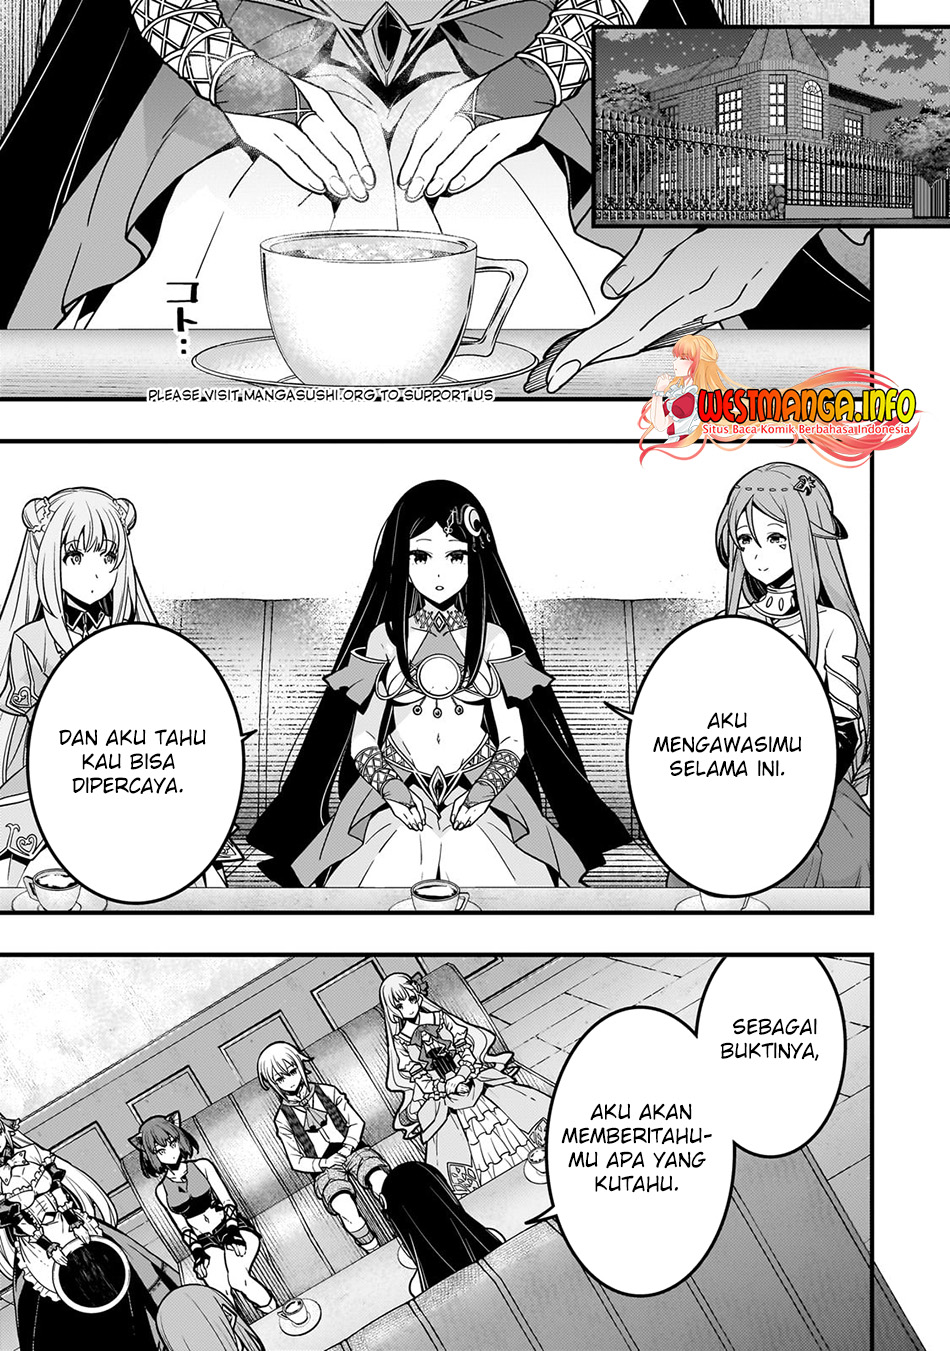 コト…
PLEASE VISIT MANGASUSHI.ORG TO SUPPORT US
WESTMANGA.INFO
Situs Baca Komik Berbahasa Indonesia
AKU
MENGAWASIMU
SELAMA INI.
DAN AKU TAHU
KAU BISA
DIPERCAYA.
SEBAGAI
BUKTINYA,
AKU AKAN
MEMBERITAHU-
MU APA YANG
KUTAHU.